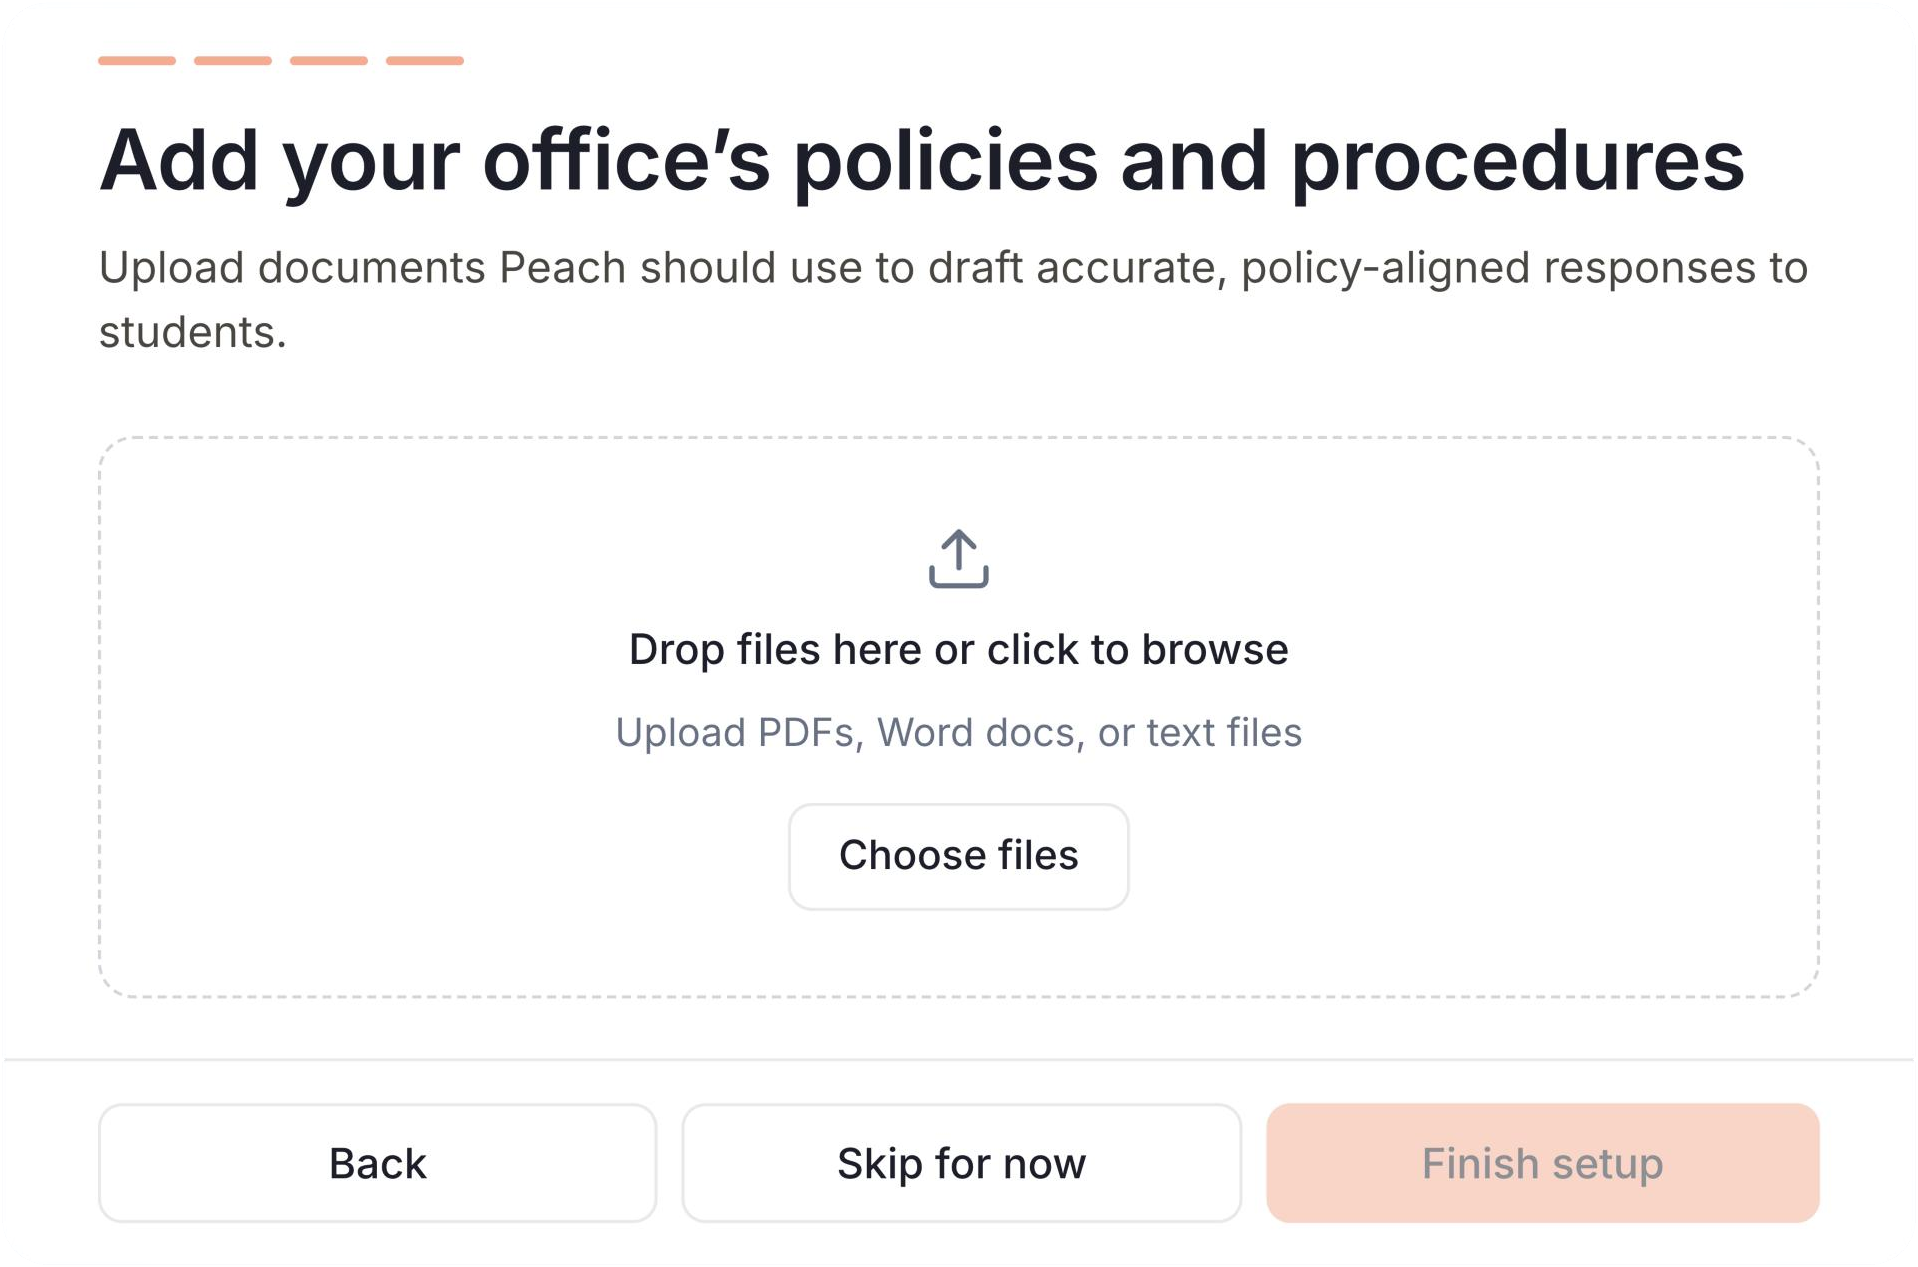 Add your office’s policies and procedures
Upload documents Peach should use to draft accurate, policy-aligned responses to
students.
Drop files here or click to browse
Upload PDFs, Word docs, or text files
Choose files
Back
Skip for now
Finish setup